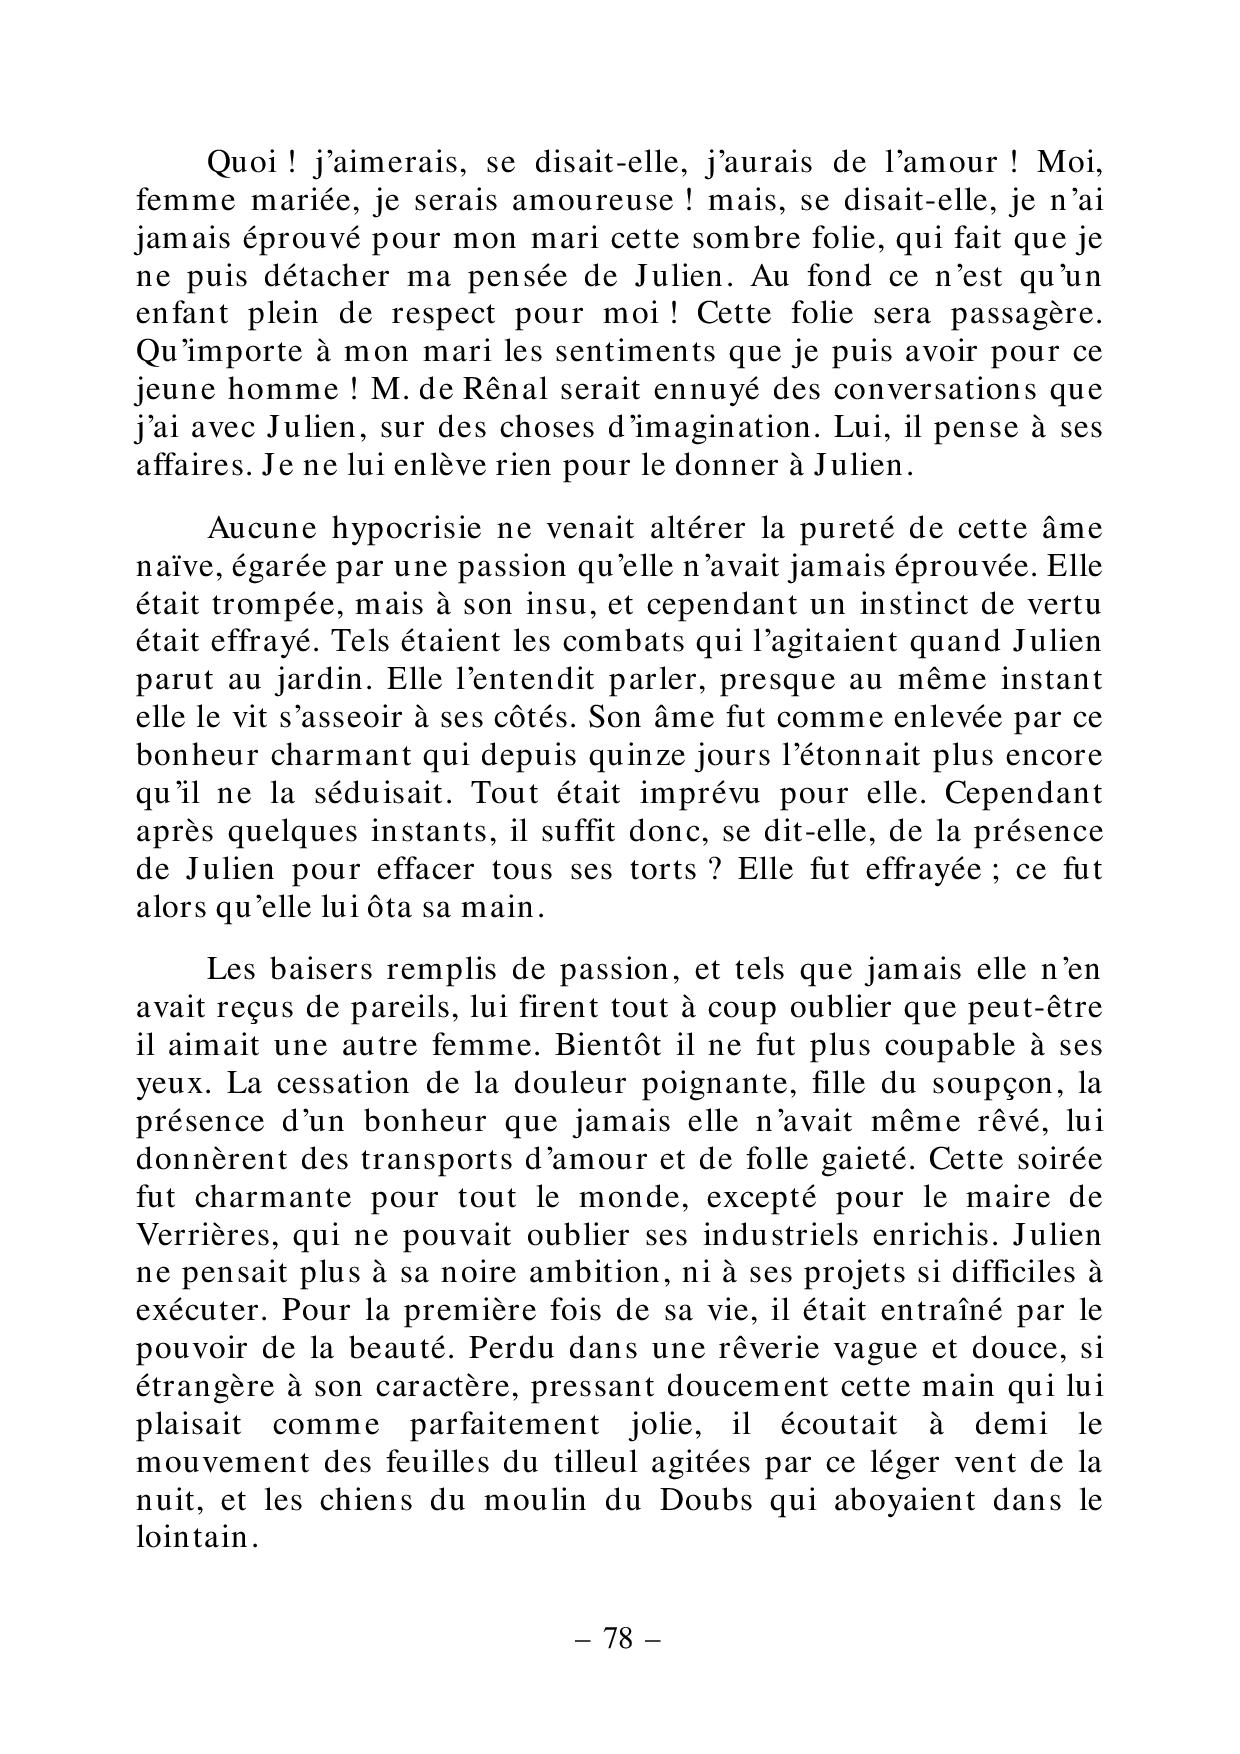 Quoi ! j’aimerais, se disait-elle, j’aurais de l’amour ! Moi,
femme mariée, je serais amoureuse ! mais, se disait-elle, je n’ai
jamais éprouvé pour mon mari cette sombre folie, qui fait que je
ne puis détacher ma pensée de Julien. Au fond ce n’est qu’un
enfant plein de respect pour moi ! Cette folie sera passagère.
Qu’importe à mon mari les sentiments que je puis avoir pour ce
jeune homme ! M. de Rênal serait ennuyé des conversations que
j’ai avec Julien, sur des choses d’imagination. Lui, il pense à ses
affaires. Je ne lui enlève rien pour le donner à Julien.
Aucune hypocrisie ne venait altérer la pureté de cette âme
naïve, égarée par une passion qu’elle n’avait jamais éprouvée. Elle
était trompée, mais à son insu, et cependant un instinct de vertu
était effrayé. Tels étaient les combats qui l’agitaient quand Julien
parut au jardin. Elle l’entendit parler, presque au même instant
elle le vit s’asseoir à ses côtés. Son âme fut comme enlevée par ce
bonheur charmant qui depuis quinze jours l’étonnait plus encore
qu’il ne la séduisait. Tout était imprévu pour elle. Cependant
après quelques instants, il suffit donc, se dit-elle, de la présence
de Julien pour effacer tous ses torts ? Elle fut effrayée ; ce fut
alors qu’elle lui ôta sa main.
Les baisers remplis de passion, et tels que jamais elle n’en
avait reçus de pareils, lui firent tout à coup oublier que peut-être
il aimait une autre femme. Bientôt il ne fut plus coupable à ses
yeux. La cessation de la douleur poignante, fille du soupçon, la
présence d’un bonheur que jamais elle n’avait même rêvé, lui
donnèrent des transports d’amour et de folle gaieté. Cette soirée
fut charmante pour tout le monde, excepté pour le maire de
Verrières, qui ne pouvait oublier ses industriels enrichis. Julien
ne pensait plus à sa noire ambition, ni à ses projets si difficiles à
exécuter. Pour la première fois de sa vie, il était entraîné par le
pouvoir de la beauté. Perdu dans une rêverie vague et douce, si
étrangère à son caractère, pressant doucement cette main qui lui
plaisait comme parfaitement jolie, il écoutait à demi le
mouvement des feuilles du tilleul agitées par ce léger vent de la
nuit, et les chiens du moulin du Doubs qui aboyaient dans le
lointain.
– 78 –